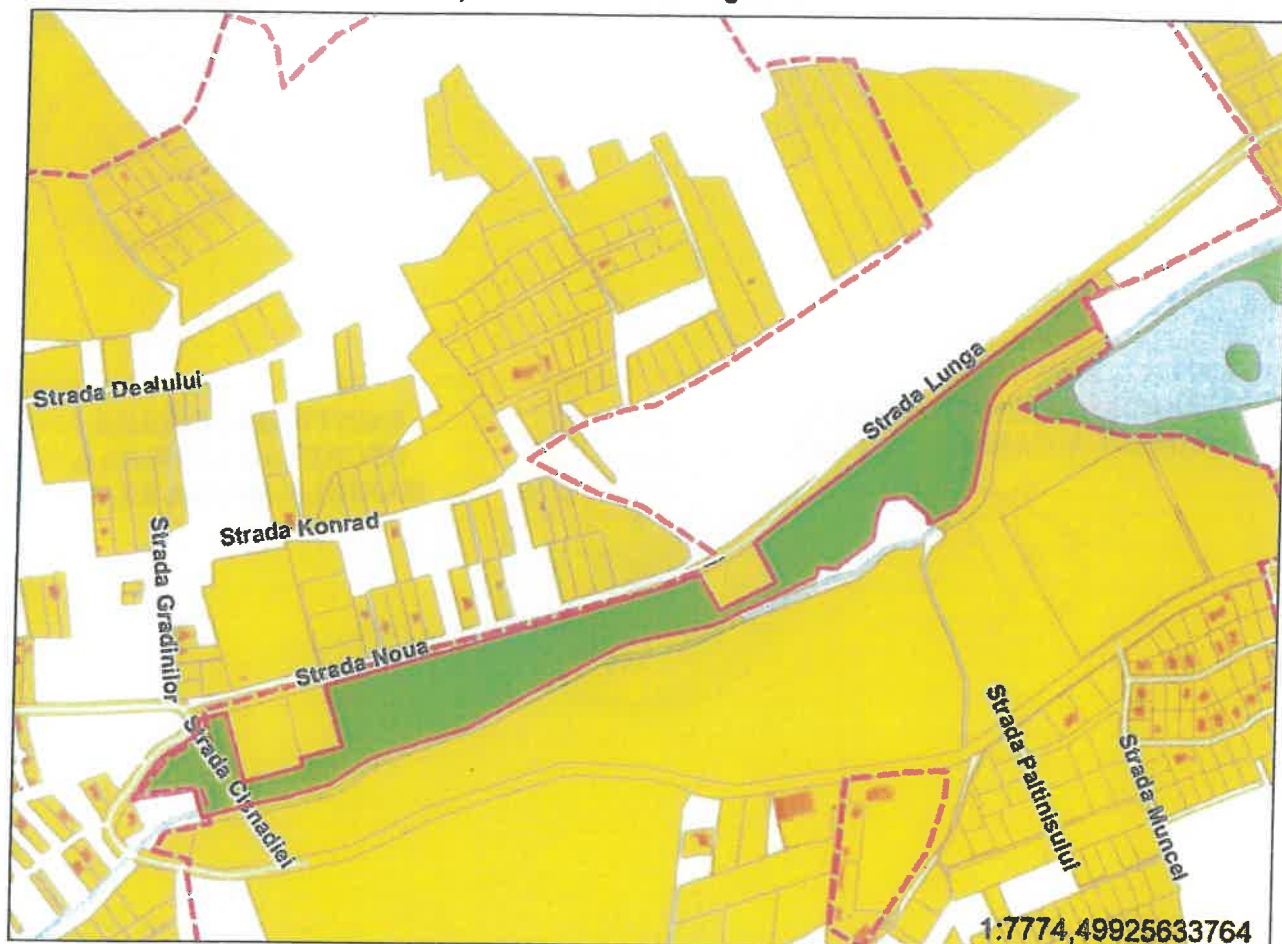 Strada Dealului
Strada Lunga
Strada Konrad
Strada Gradinilor
Strada Noua
Strada Cisnadiei
Strada Paltinisului
Strada Muncel
1:7774,49925633764